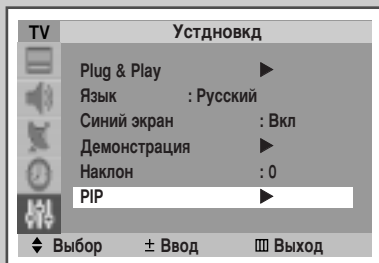 TV Устдновкд
Plug & Play ▶
Язык : Русский
Синий экран : Вкл
Демонстрация ▶
Наклон : 0
PIP ▶
Выбор ± Ввод Выход